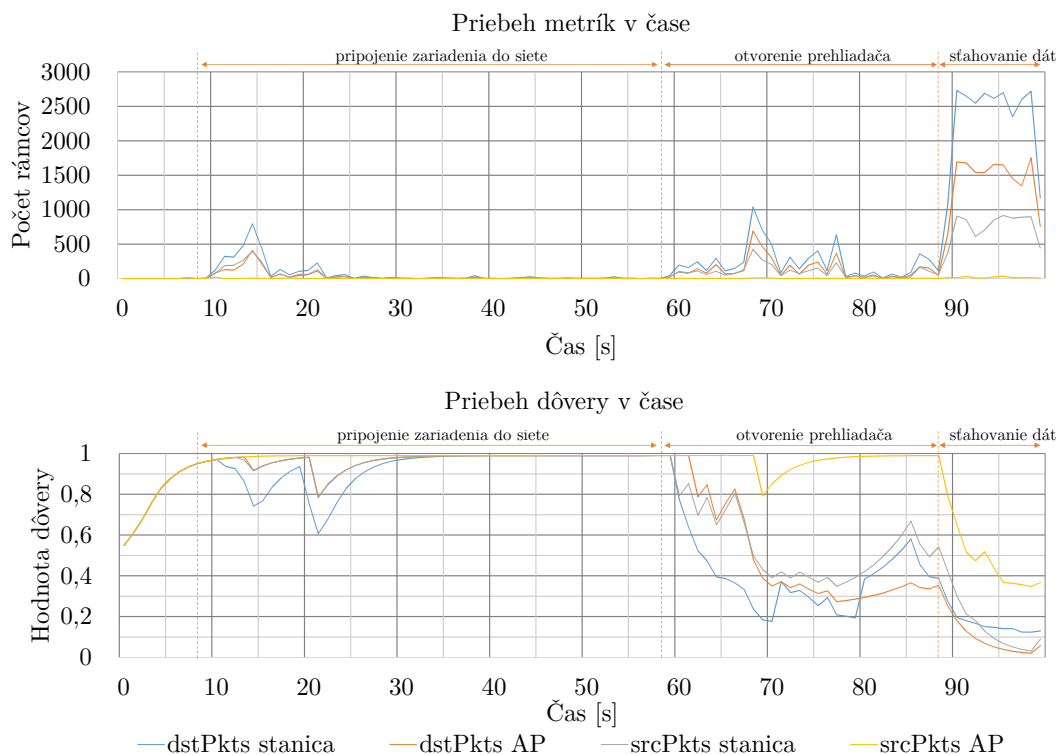 Priebeh metrík v čase
pripojenie zariadenia do siete
otvorenie prehliadača
sťahovanie dát
3000
2500
2000
1500
1000
500
0
Počet rámcov
0 10 20 30 40 50 60 70 80 90
Čas [s]
Priebeh dôvery v čase
pripojenie zariadenia do siete
otvorenie prehliadača
sťahovanie dát
1
0,8
0,6
0,4
0,2
0
Hodnota dôvery
0 10 20 30 40 50 60 70 80 90
Čas [s]
dstPkts stanica
dstPkts AP
srcPkts stanica
srcPkts AP